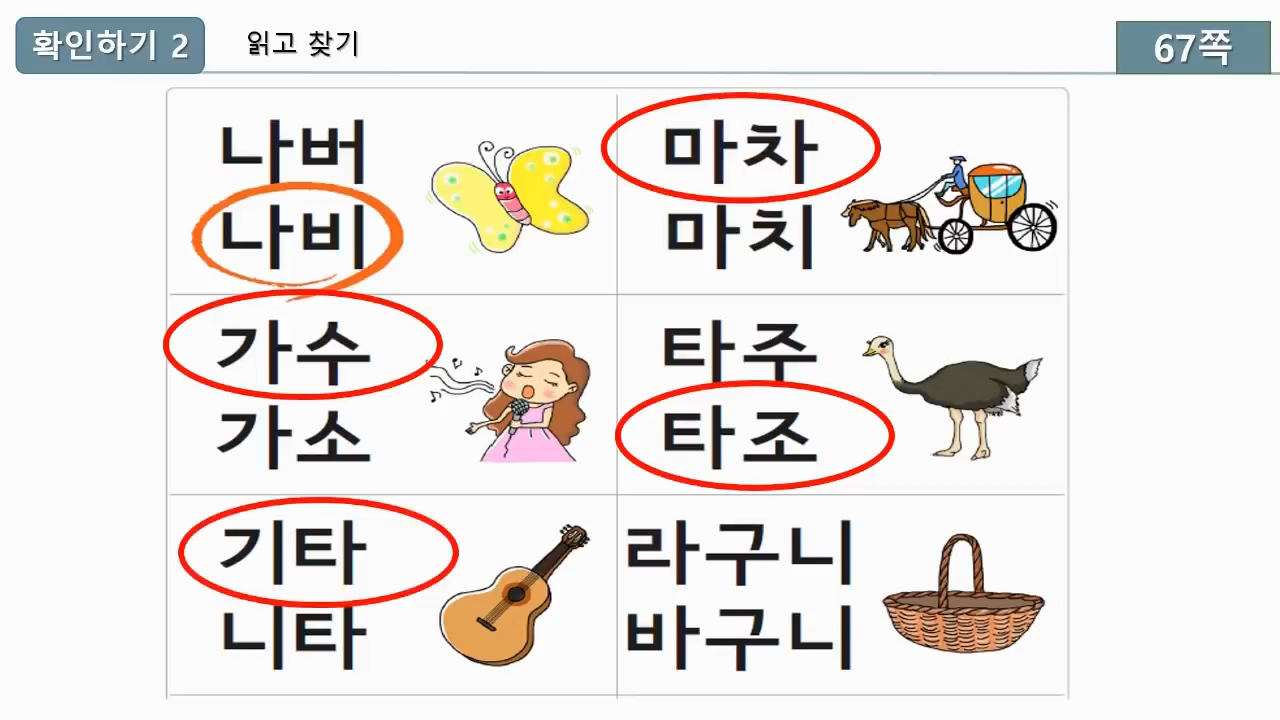 확인하기 2
읽고 찾기
67쪽
나버
나비
마차
마치
가수
가소
타주
타조
기타
니타
라구니
바구니